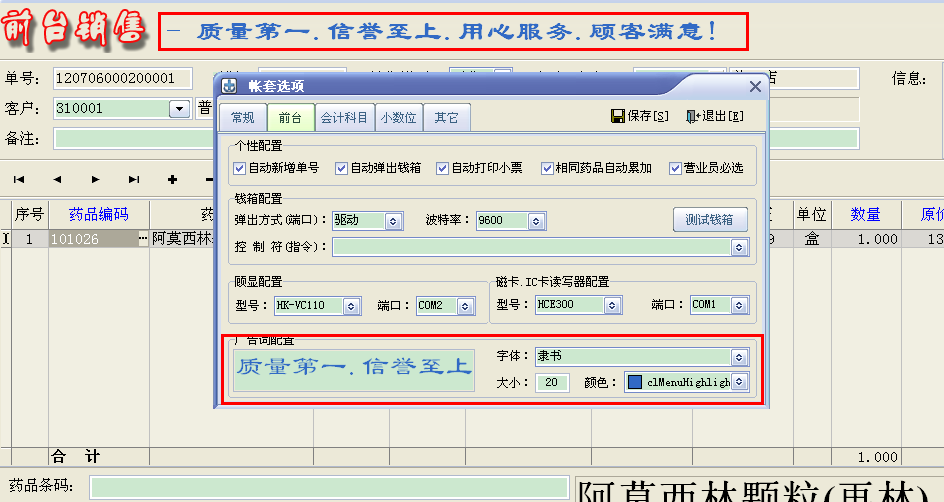 前台销售 - 质量第一.信誉至上.用心服务.顾客满意!
单号: 120706000200001 店 信息:
客户: 310001 普
备注:
帐套选项
常规 前台 会计科目 小数位 其它 保存[S] 退出[E]
个性配置
自动新增单号 自动弹出钱箱 自动打印小票 相同药品自动累加 营业员必选
钱箱配置
弹出方式(端口): 驱动 波特率: 9600 测试钱箱
控 制 符(指令):
顾显配置 磁卡.IC卡读写器配置
型号: HK-VC110 端口: COM2 型号: HCE300 端口: COM1
广告词配置
质量第一.信誉至上 字体: 隶书
大小: 20 颜色: clMenuHighligh
序号 药品编码 药 单位 数量 原价
1 101026 阿莫西林 9 盒 1.000 13
合 计 1.000
药品条码: 阿莫西林颗粒(再林)